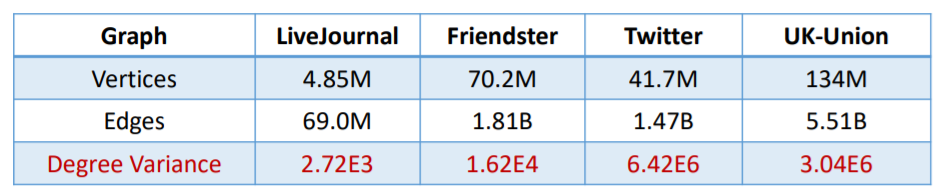 Graph LiveJournal Friendster Twitter UK-Union
Vertices 4.85M 70.2M 41.7M 134M
Edges 69.0M 1.81B 1.47B 5.51B
Degree Variance 2.72E3 1.62E4 6.42E6 3.04E6